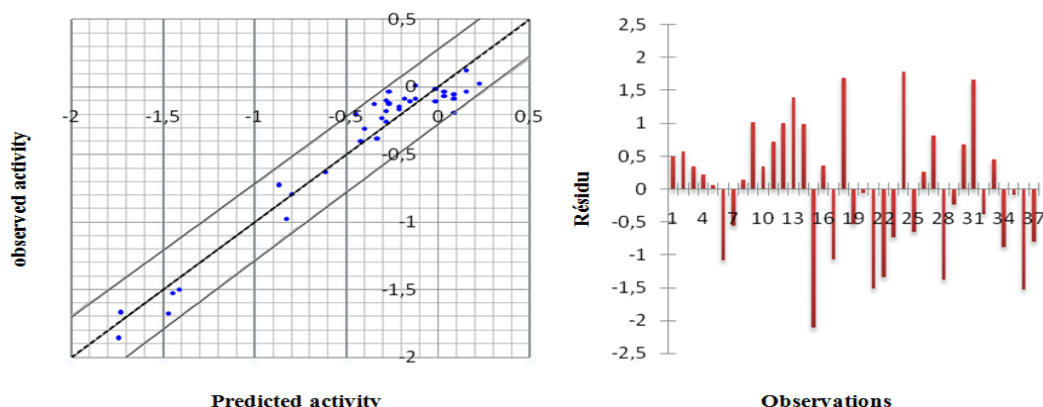 observed activity
0,5
0
-0,5
-1
-1,5
-2
-2 -1,5 -1 -0,5 0 0,5
Predicted activity
Résidu
2,5
2
1,5
1
0,5
0
-0,5
-1
-1,5
-2
-2,5
1 4 7 10 13 16 19 22 25 28 31 34 37
Observations